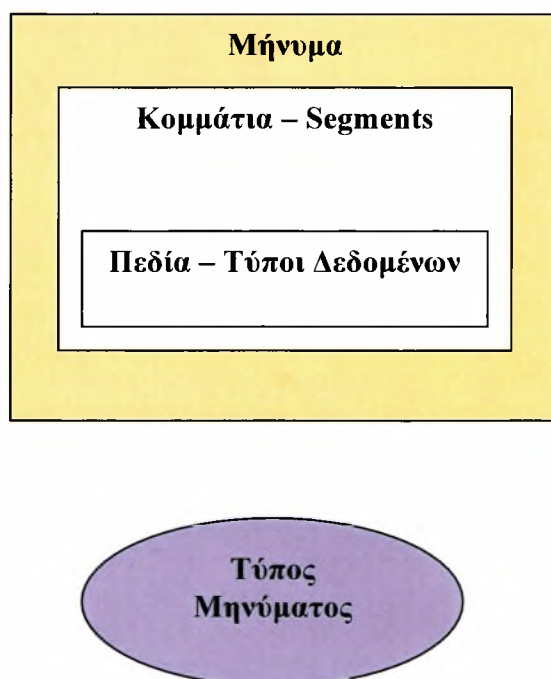 Μήνυμα
Κομμάτια – Segments
Πεδία – Τύποι Δεδομένων
Τύπος
Μηνύματος